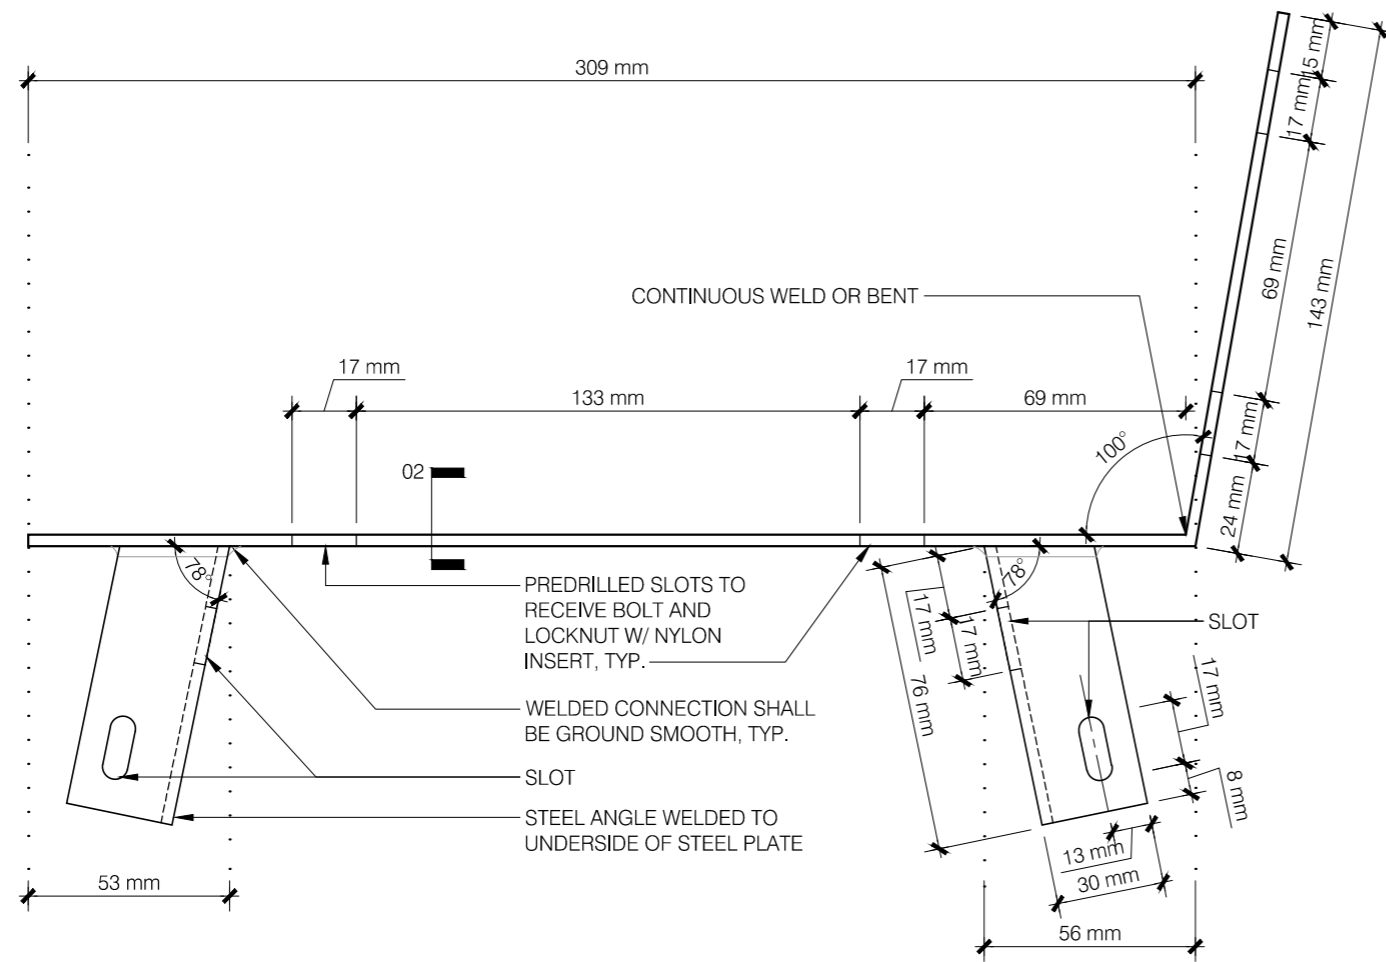 309 mm
15 mm
17 mm
69 mm
143 mm
CONTINUOUS WELD OR BENT
17 mm
17 mm
133 mm
69 mm
100°
17 mm
24 mm
02
78°
78°
PREDRILLED SLOTS TO
RECEIVE BOLT AND
LOCKNUT W/ NYLON
INSERT, TYP.
17 mm
17 mm
76 mm
SLOT
17 mm
8 mm
WELDED CONNECTION SHALL
BE GROUND SMOOTH, TYP.
SLOT
STEEL ANGLE WELDED TO
UNDERSIDE OF STEEL PLATE
13 mm
30 mm
53 mm
56 mm